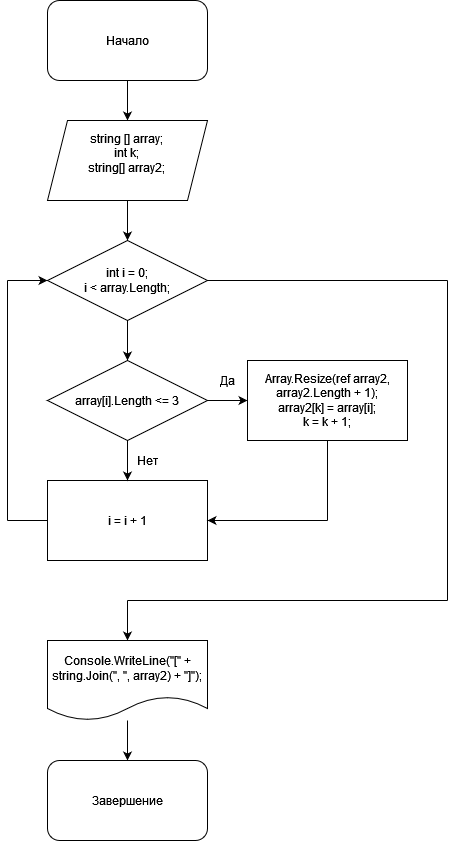 Начало
string [] array;
int k;
string[] array2;
int i = 0;
i < array.Length;
array[i].Length <= 3
Да
Array.Resize(ref array2,
array2.Length + 1);
array2[k] = array[i];
k = k + 1;
Нет
i = i + 1
Console.WriteLine("[" +
string.Join(", ", array2) + "]");
Завершение